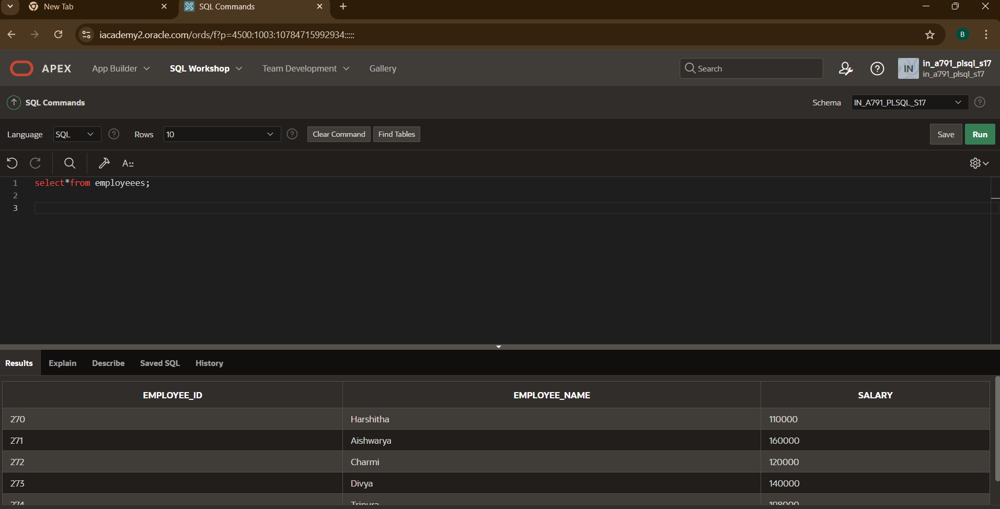 New Tab
SQL Commands
iacademy2.oracle.com/ords/f?p=4500:1003:10784715992934:::::
B
APEX App Builder SQL Workshop Team Development Gallery Search ? IN in_a791_plsql_s17
in_a791_plsql_s17
SQL Commands Schema IN_A791_PLSQL_S17 ?
Language SQL ? Rows 10 ? Clear Command Find Tables Save Run
A::
1 select*from employeees;
2
3
Results Explain Describe Saved SQL History
EMPLOYEE_ID EMPLOYEE_NAME SALARY
270 Harshitha 110000
271 Aishwarya 160000
272 Charmi 120000
273 Divya 140000
274 Tripura 198000